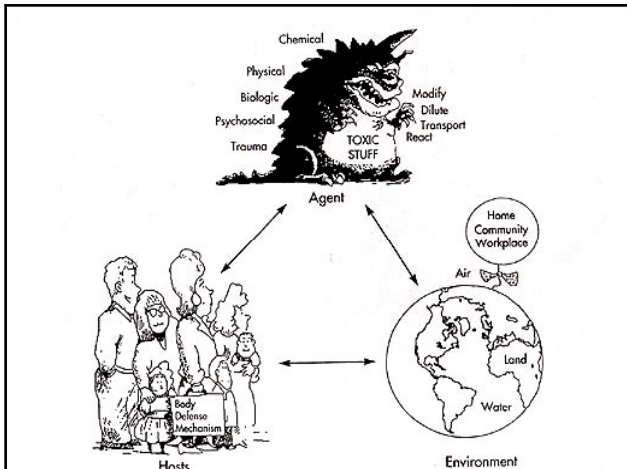 Chemical
Physical
Biologic
Psychosocial
Trauma
Modify
Dilute
Transport
React
TOXIC
STUFF
Agent
Home
Community
Workplace
Air
Land
Water
Environment
Body
Defense
Mechanism
Hosts